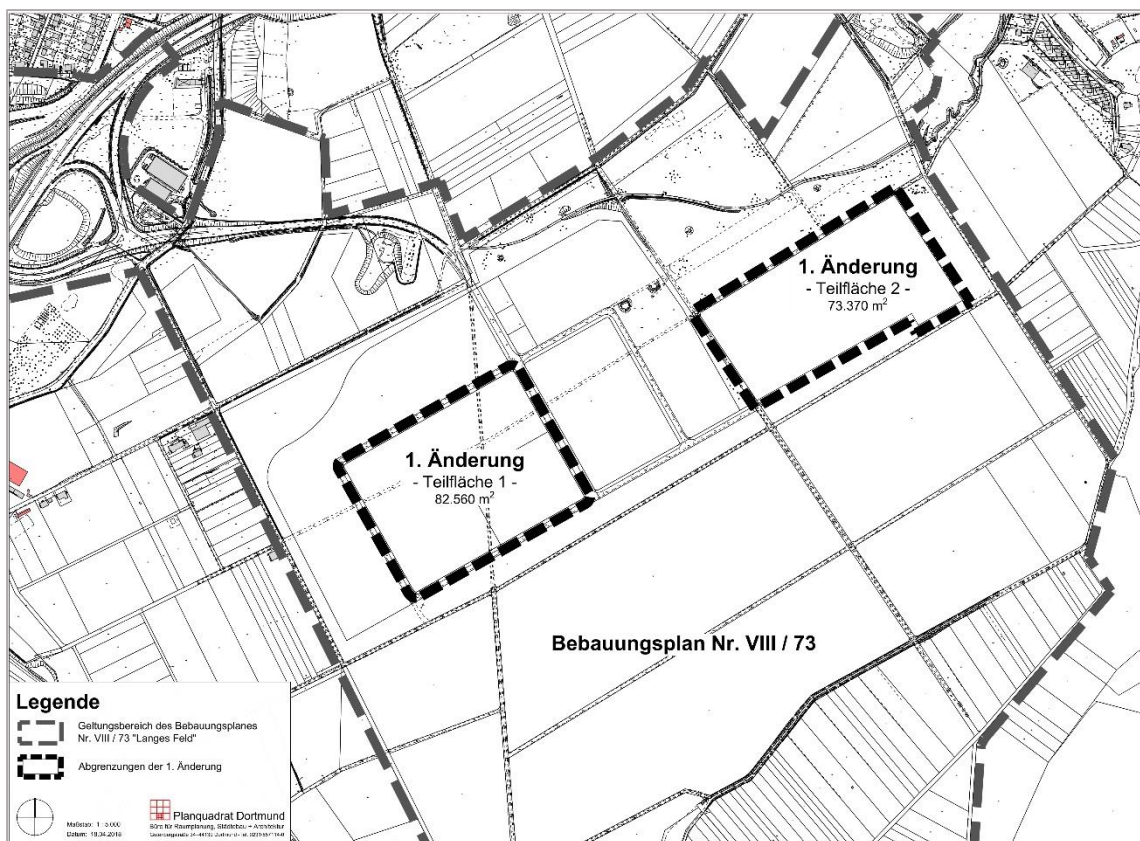 1. Änderung
- Teilfläche 2 -
73.370 m²
1. Änderung
- Teilfläche 1 -
82.560 m²
Bebauungsplan Nr. VIII / 73
Legende
Geltungsbereich des Bebauungsplanes
Nr. VIII / 73 "Langes Feld"
Abgrenzungen der 1. Änderung
Maßstab: 1 : 5.000
Datum: 18.04.2018
Planquadrat Dortmund
Büro für Raumplanung, Städtebau + Architektur